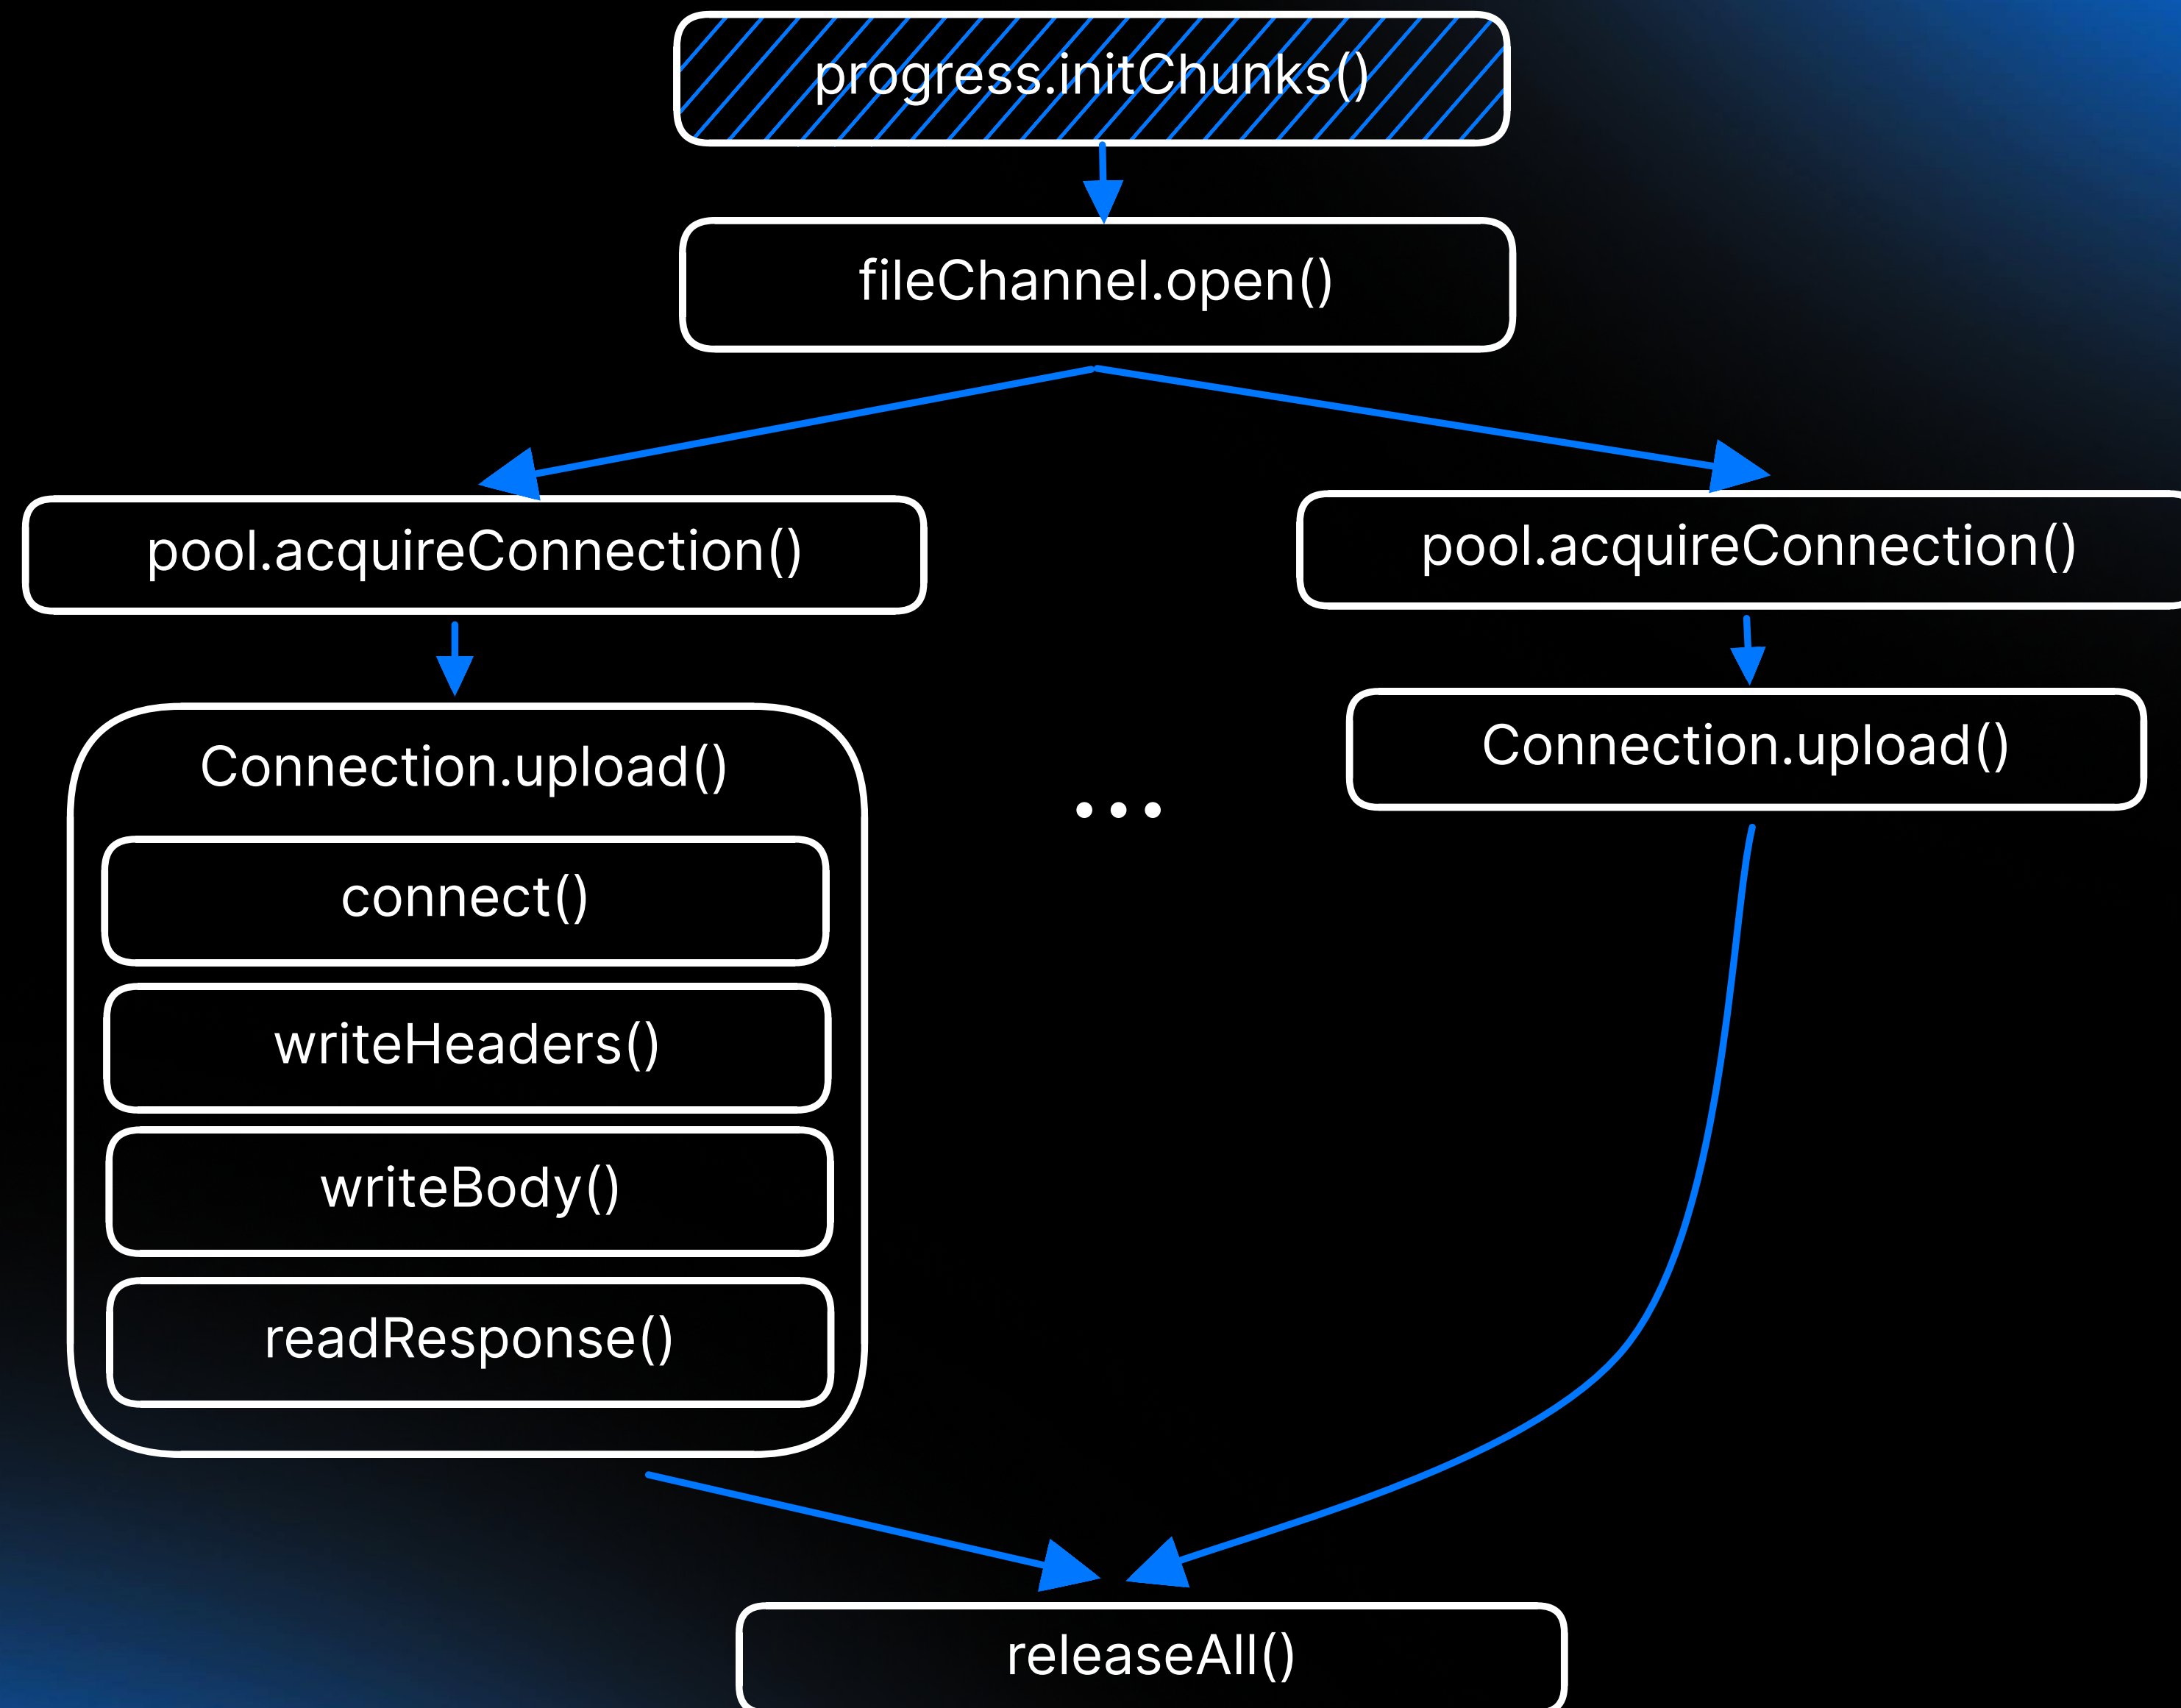 progress.initChunks()
fileChannel.open()
pool.acquireConnection()
pool.acquireConnection()
Connection.upload()
connect()
writeHeaders()
writeBody()
readResponse()
...
Connection.upload()
releaseAll()